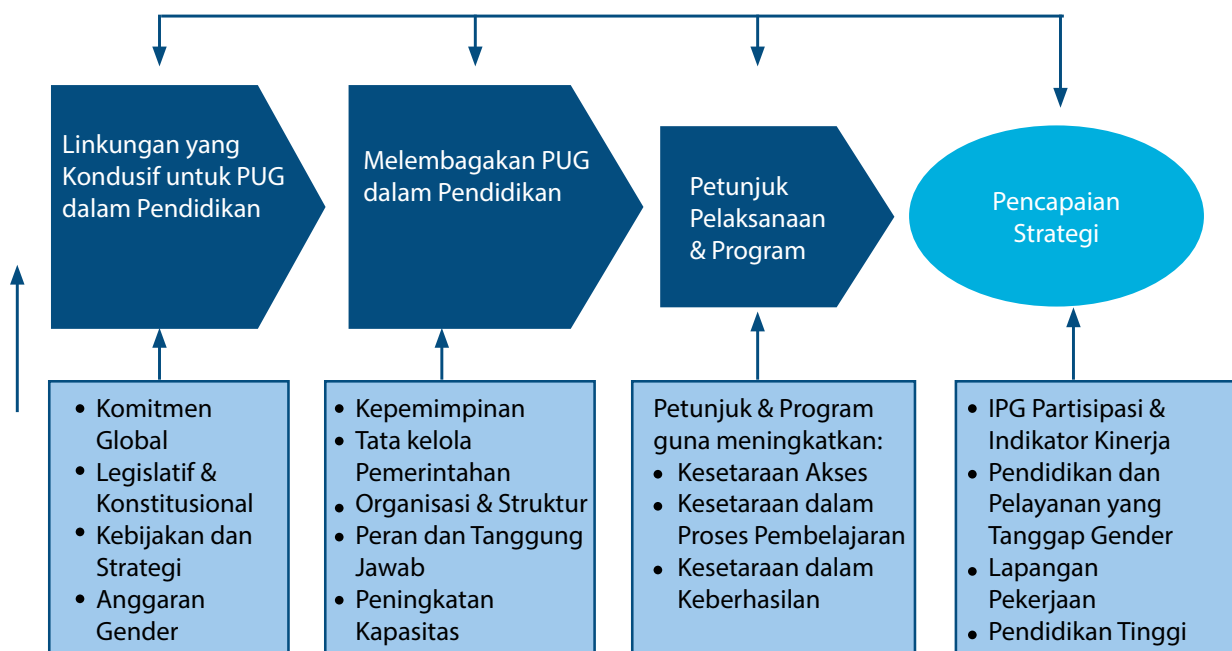 Linkungan yang
Kondusif untuk PUG
dalam Pendidikan
Melembagakan PUG
dalam Pendidikan
Petunjuk
Pelaksanaan
& Program
Pencapaian
Strategi
• Komitmen
Global
• Legislatif &
Konstitusional
• Kebijakan dan
Strategi
• Anggaran
Gender
• Kepemimpinan
• Tata kelola
Pemerintahan
• Organisasi & Struktur
• Peran dan Tanggung
Jawab
• Peningkatan
Kapasitas
Petunjuk & Program
guna meningkatkan:
• Kesetaraan Akses
• Kesetaraan dalam
Proses Pembelajaran
• Kesetaraan dalam
Keberhasilan
• IPG Partisipasi &
Indikator Kinerja
• Pendidikan dan
Pelayanan yang
Tanggap Gender
• Lapangan
Pekerjaan
• Pendidikan Tinggi